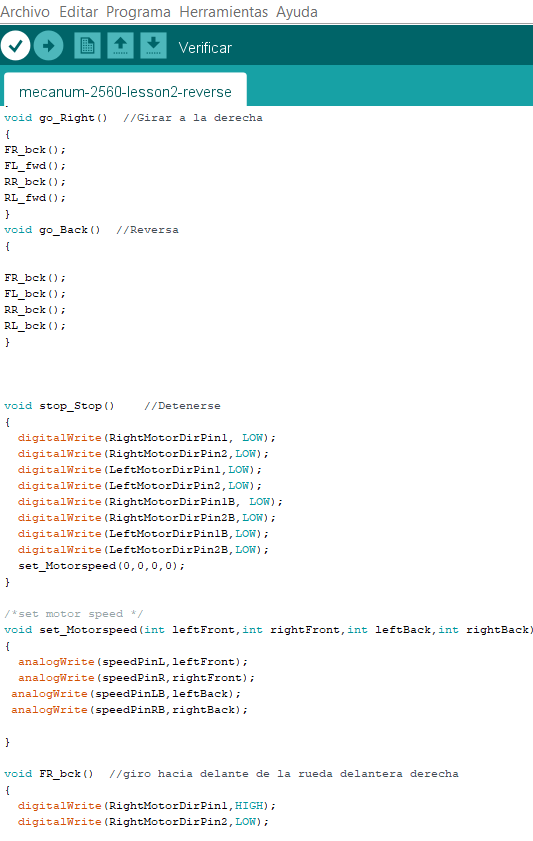 Archivo Editar Programa Herramientas Ayuda
Verificar
mecanum-2560-lesson2-reverse
void go_Right()  //Girar a la derecha
{
FR_bck();
FL_fwd();
RR_bck();
RL_fwd();
}
void go_Back()  //Reversa
{
FR_bck();
FL_bck();
RR_bck();
RL_bck();
}
void stop_Stop()    //Detenerse
{
  digitalWrite(RightMotorDirPin1, LOW);
  digitalWrite(RightMotorDirPin2,LOW);
  digitalWrite(LeftMotorDirPin1,LOW);
  digitalWrite(LeftMotorDirPin2,LOW);
  digitalWrite(RightMotorDirPin1B, LOW);
  digitalWrite(RightMotorDirPin2B,LOW);
  digitalWrite(LeftMotorDirPin1B,LOW);
  digitalWrite(LeftMotorDirPin2B,LOW);
  set_Motorspeed(0,0,0,0);
}
/*set motor speed */
void set_Motorspeed(int leftFront,int rightFront,int leftBack,int rightBack)
{
  analogWrite(speedPinL,leftFront);
  analogWrite(speedPinR,rightFront);
 analogWrite(speedPinLB,leftBack);
 analogWrite(speedPinRB,rightBack);
}
void FR_bck()  //giro hacia delante de la rueda delantera derecha
{
  digitalWrite(RightMotorDirPin1,HIGH);
  digitalWrite(RightMotorDirPin2,LOW);